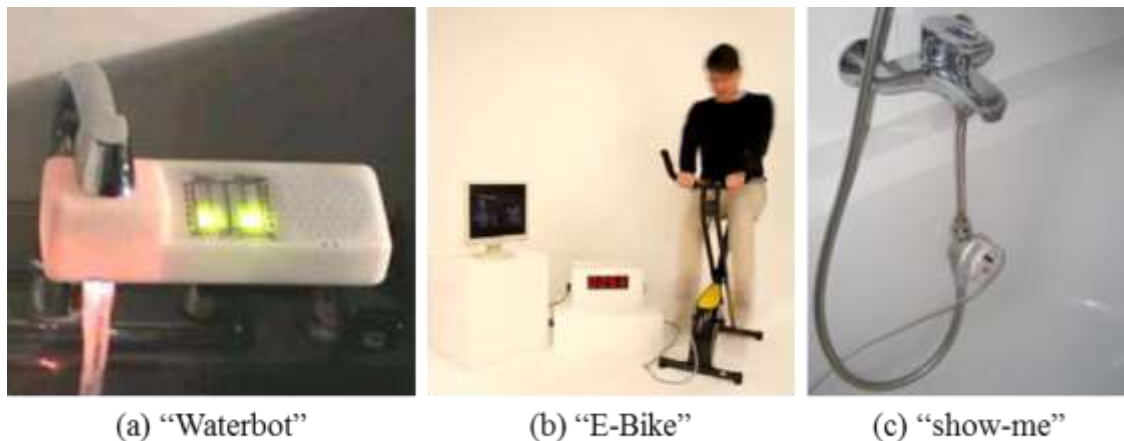 (a) “Waterbot”
(b) “E-Bike”
(c) “show-me”